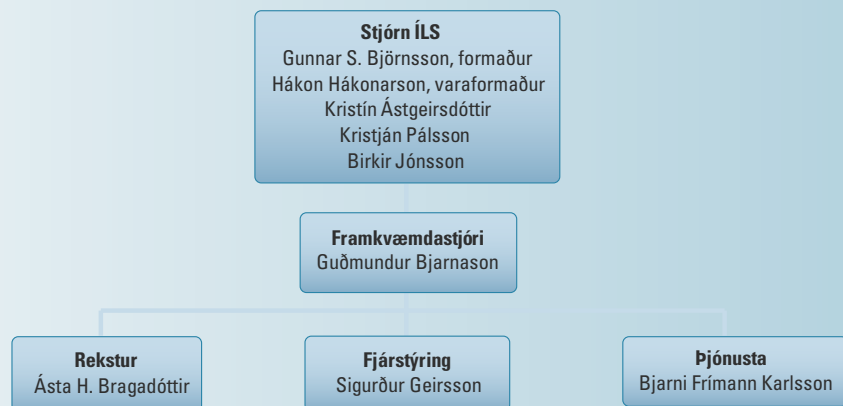 Stjórn ÍLS
Gunnar S. Björnsson, formaður
Hákon Hákonarson, varaformaður
Kristín Ástgeirsdóttir
Kristján Pálsson
Birkir Jónsson
Framkvæmdastjóri
Guðmundur Bjarnason
Rekstur
Ásta H. Bragadóttir
Fjárstýring
Sigurður Geirsson
Þjónusta
Bjarni Frímann Karlsson